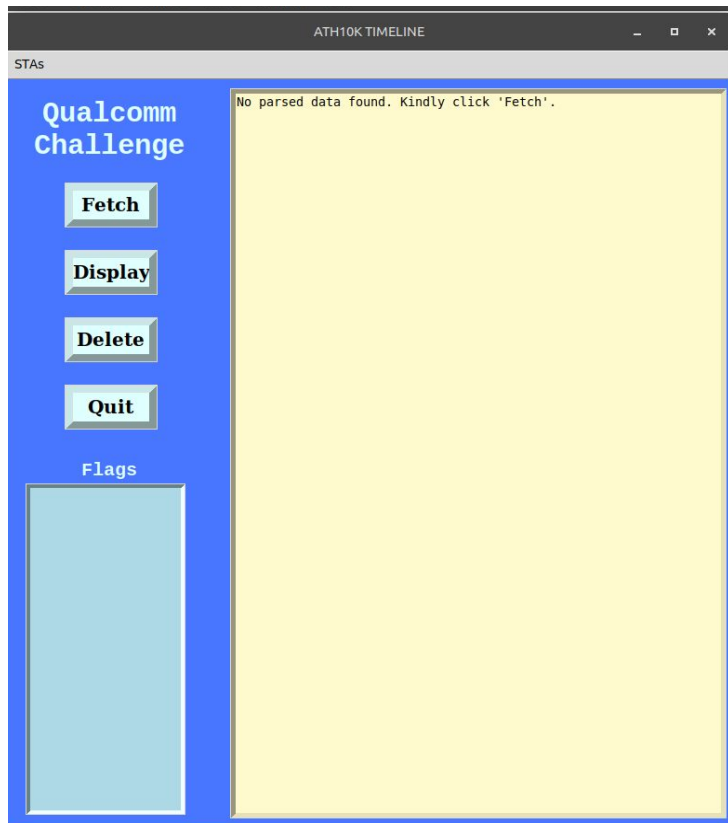 ATH10K TIMELINE
STAs
Qualcomm
Challenge
Fetch
Display
Delete
Quit
Flags
No parsed data found. Kindly click 'Fetch'.